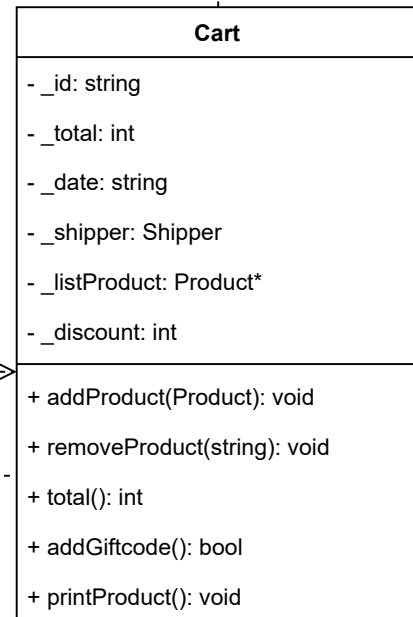 Cart
- _id: string
- _total: int
- _date: string
- _shipper: Shipper
- _listProduct: Product*
- _discount: int
+ addProduct(Product): void
+ removeProduct(string): void
+ total(): int
+ addGiftcode(): bool
+ printProduct(): void